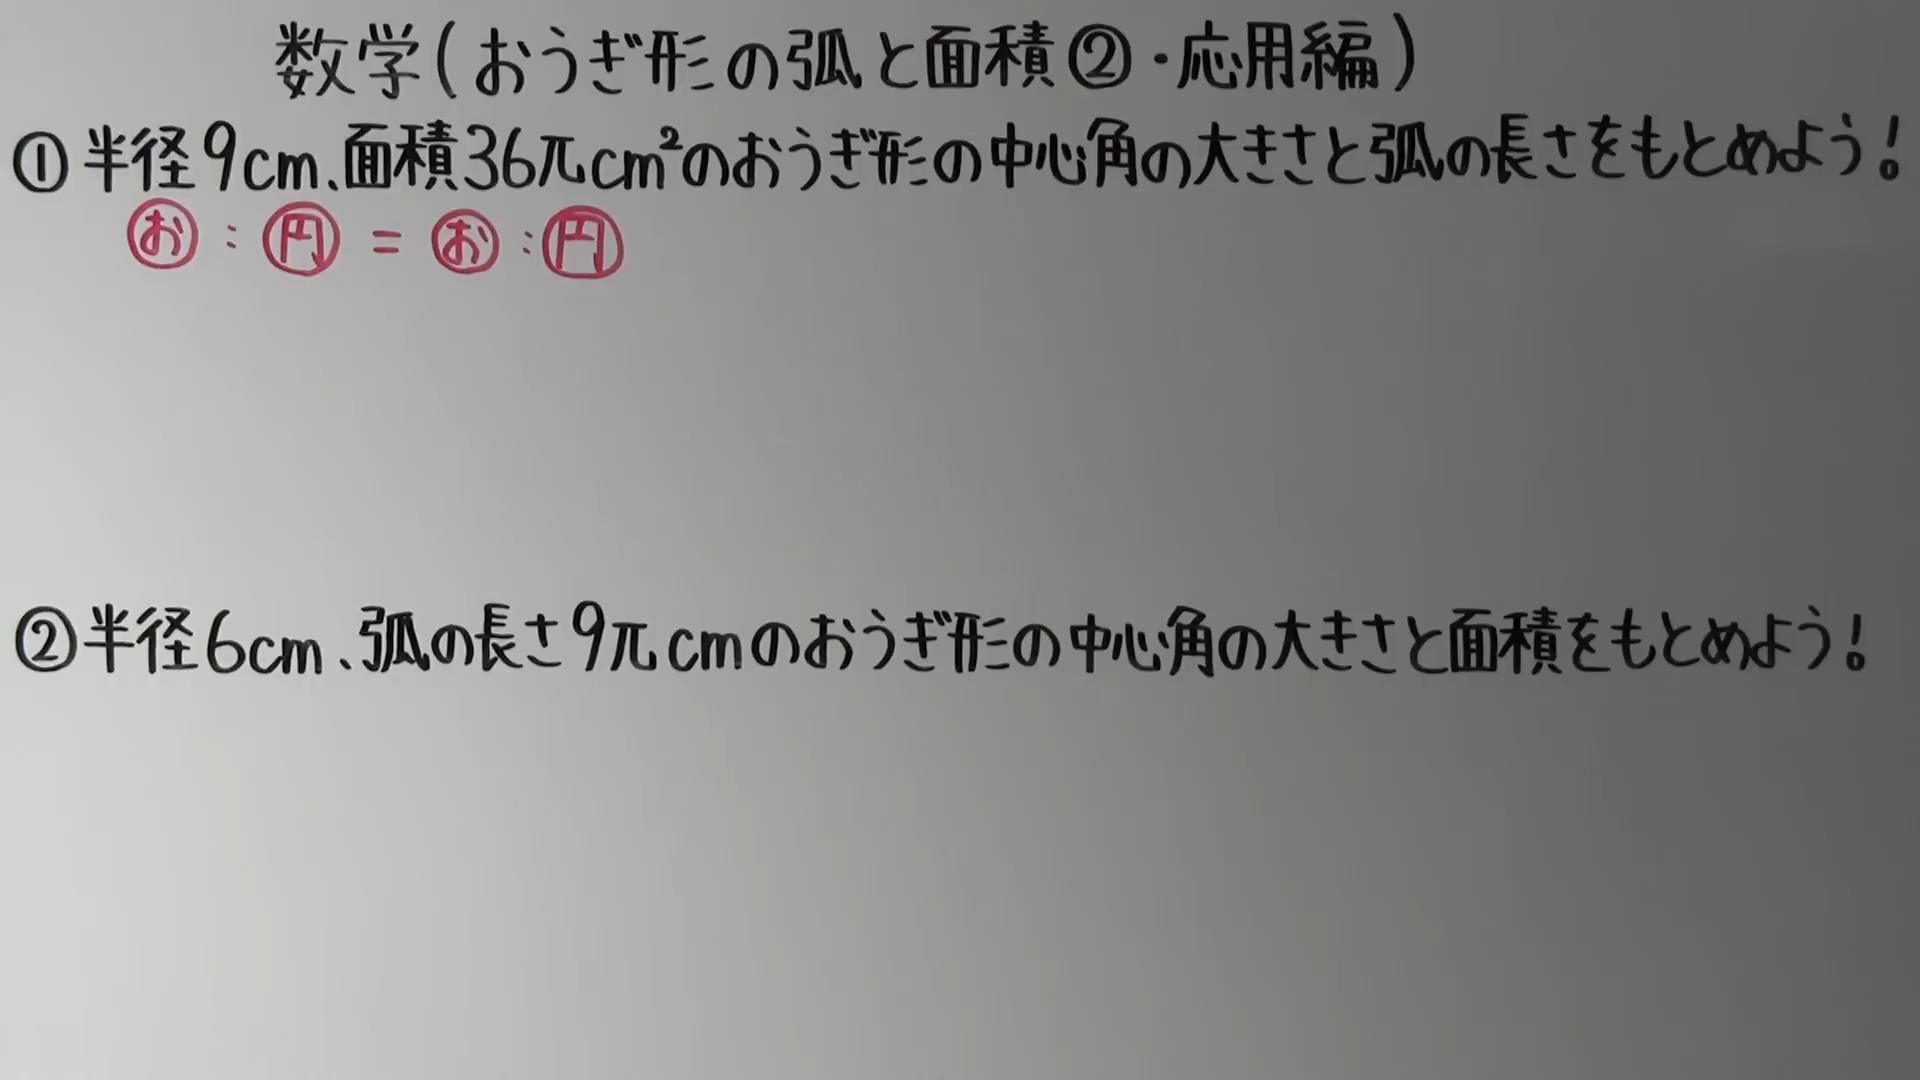 数学(おうぎ形の弧と面積②・応用編)
①半径9cm、面積36πcm²のおうぎ形の中心角の大きさと弧の長さをもとめよう!
お:円=お:円
②半径6cm、弧の長さ9πcmのおうぎ形の中心角の大きさと面積をもとめよう!